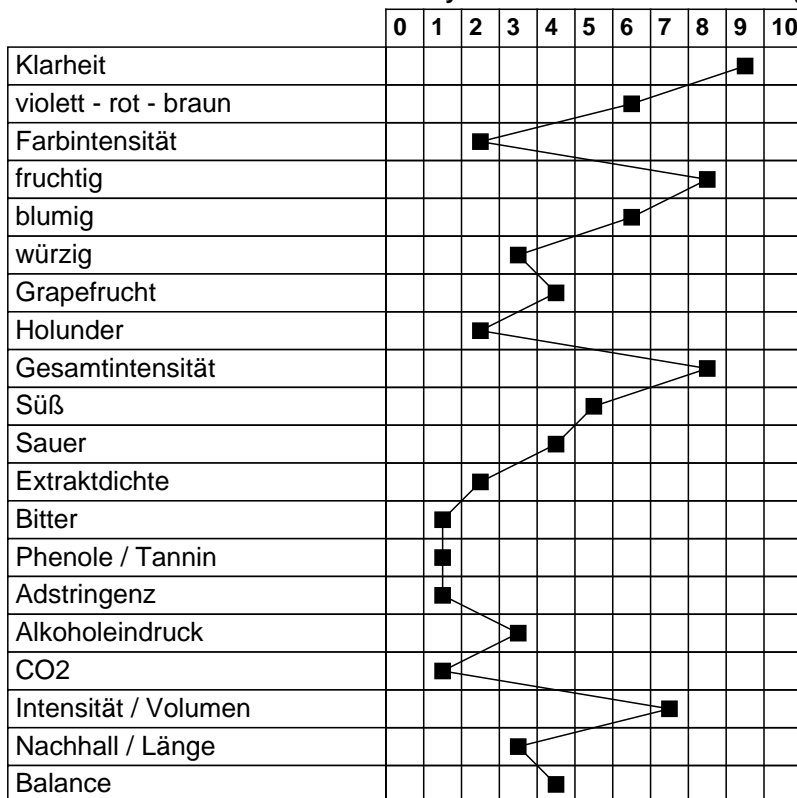 0 1 2 3 4 5 6 7 8 9 10
Klarheit
violett - rot - braun
Farbintensität
fruchtig
blumig
würzig
Grapefrucht
Holunder
Gesamtintensität
Süß
Sauer
Extraktdichte
Bitter
Phenole / Tannin
Adstringenz
Alkoholeindruck
CO2
Intensität / Volumen
Nachhall / Länge
Balance